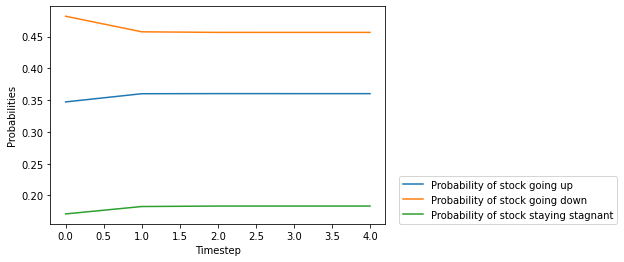 Probabilities
0.45
0.40
0.35
0.30
0.25
0.20
0.0 0.5 1.0 1.5 2.0 2.5 3.0 3.5 4.0
Timestep
Probability of stock going up
Probability of stock going down
Probability of stock staying stagnant